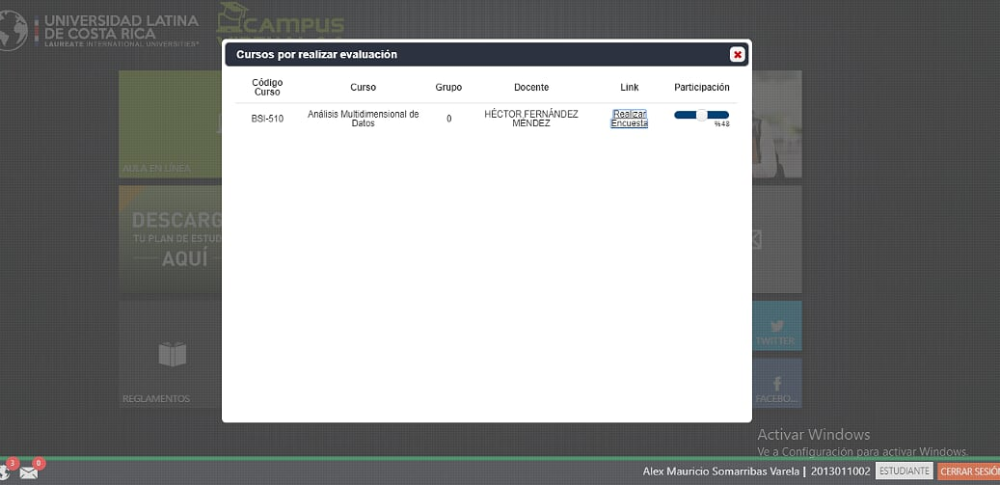 UNIVERSIDAD LATINA
DE COSTA RICA
LAUREATE INTERNATIONAL UNIVERSITIES
CAMPUS
Cursos por realizar evaluación
Código
Curso
Curso
Grupo
Docente
Link
Participación
BSI-510
Análisis Multidimensional de
Datos
0
HÉCTOR FERNÁNDEZ
MÉNDEZ
Realizar
Encuesta
%48
AULA EN LÍNEA
DESCARG
TU PLAN DE ESTUD
AQUÍ
REGLAMENTOS
TWITTER
FACEBO...
Activar Windows
Ve a Configuración para activar Windows.
3
0
Alex Mauricio Somarribas Varela | 2013011002
ESTUDIANTE
CERRAR SESIÓN